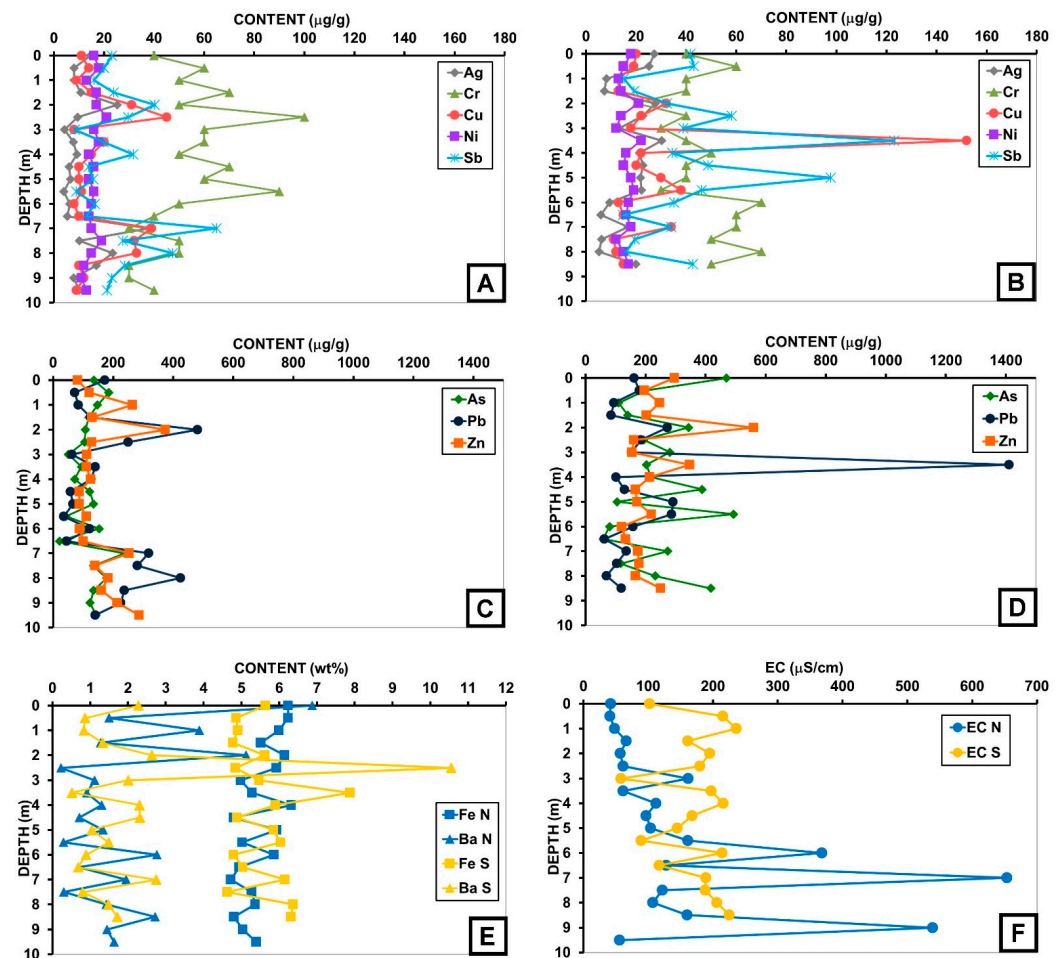 CONTENT (µg/g)
0 20 40 60 80 100 120 140 160 180
DEPTH (m)
0
1
2
3
4
5
6
7
8
9
10
Ag
Cr
Cu
Ni
Sb
A
CONTENT (µg/g)
0 20 40 60 80 100 120 140 160 180
DEPTH (m)
0
1
2
3
4
5
6
7
8
9
10
Ag
Cr
Cu
Ni
Sb
B
CONTENT (µg/g)
0 200 400 600 800 1000 1200 1400
DEPTH (m)
0
1
2
3
4
5
6
7
8
9
10
As
Pb
Zn
C
CONTENT (µg/g)
0 200 400 600 800 1000 1200 1400
DEPTH (m)
0
1
2
3
4
5
6
7
8
9
10
As
Pb
Zn
D
CONTENT (wt%)
0 1 2 3 4 5 6 7 8 9 10 11 12
DEPTH (m)
0
1
2
3
4
5
6
7
8
9
10
Fe N
Ba N
Fe S
Ba S
E
EC (µS/cm)
0 100 200 300 400 500 600 700
DEPTH (m)
0
1
2
3
4
5
6
7
8
9
10
EC N
EC S
F